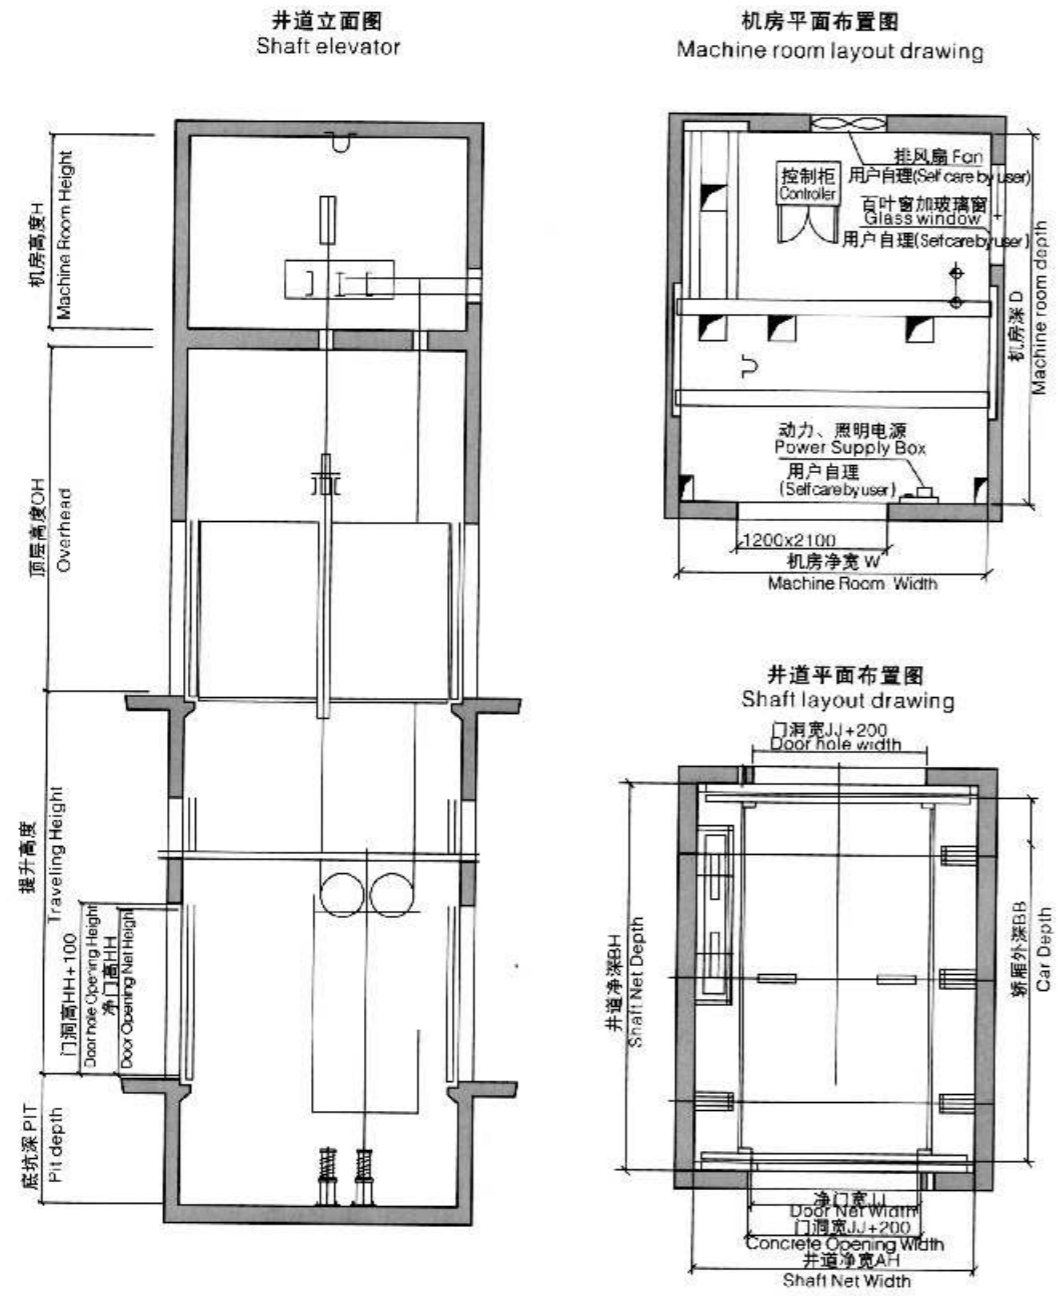 井道立面图
Shaft elevator
机房高度H
Machine Room Height
顶层高度OH
Overhead
提升高度
Traveling Height
门洞高HH+100
Door hole Opening Height
净门高HH
Door Opening Net Height
底坑深PIT
Pit depth
机房平面布置图
Machine room layout drawing
排风扇 Fan
用户自理(Self care by user)
控制柜
Controller
百叶窗加玻璃窗
Glass window
用户自理(Selfcarebyuser)
机房深 D
Machine room depth
动力、照明电源
Power Supply Box
用户自理
(Selfcarebyuser)
1200x2100
机房净宽 W
Machine Room Width
井道平面布置图
Shaft layout drawing
门洞宽JJ+200
Door hole width
井道净深BH
Shaft Net Depth
轿厢外深BB
Car Depth
净门宽JJ
Door Net Width
门洞宽JJ+200
Concrete Opening Width
井道净宽AH
Shaft Net Width